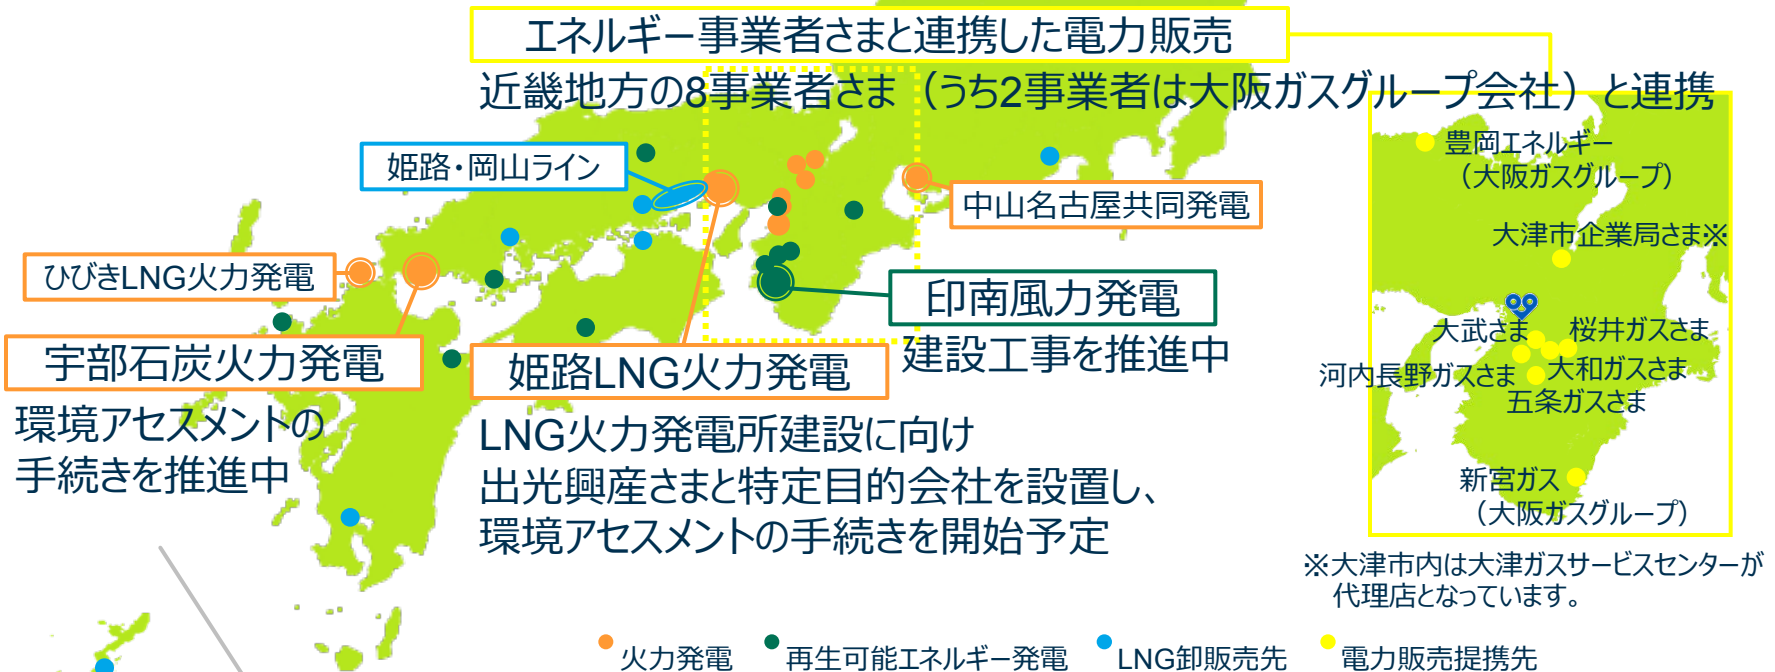 エネルギー事業者さまと連携した電力販売
近畿地方の8事業者さま（うち2事業者は大阪ガスグループ会社）と連携
姫路・岡山ライン
中山名古屋共同発電
ひびきLNG火力発電
印南風力発電
建設工事を推進中
宇部石炭火力発電
環境アセスメントの
手続きを推進中
姫路LNG火力発電
LNG火力発電所建設に向け
出光興産さまと特定目的会社を設置し、
環境アセスメントの手続きを開始予定
豊岡エネルギー
（大阪ガスグループ）
大津市企業局さま※
大武さま
桜井ガスさま
河内長野ガスさま
大和ガスさま
五条ガスさま
新宮ガス
（大阪ガスグループ）
※大津市内は大津ガスサービスセンターが
代理店となっています。
火力発電
再生可能エネルギー発電
LNG卸販売先
電力販売提携先